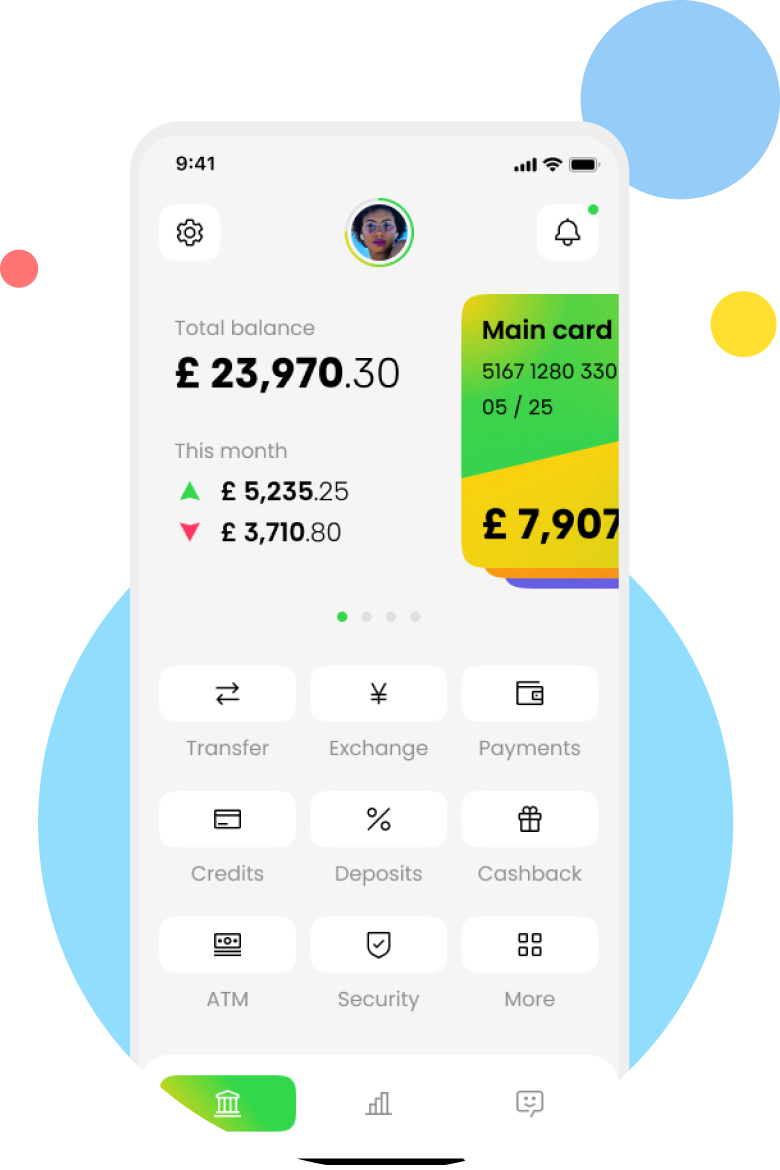 9:41
Total balance
£ 23,970.30
This month
£ 5,235.25
£ 3,710.80
Main card
5167 1280 330
05 / 25
£ 7,907
Transfer
¥
Exchange
Payments
Credits
%
Deposits
Cashback
ATM
Security
More